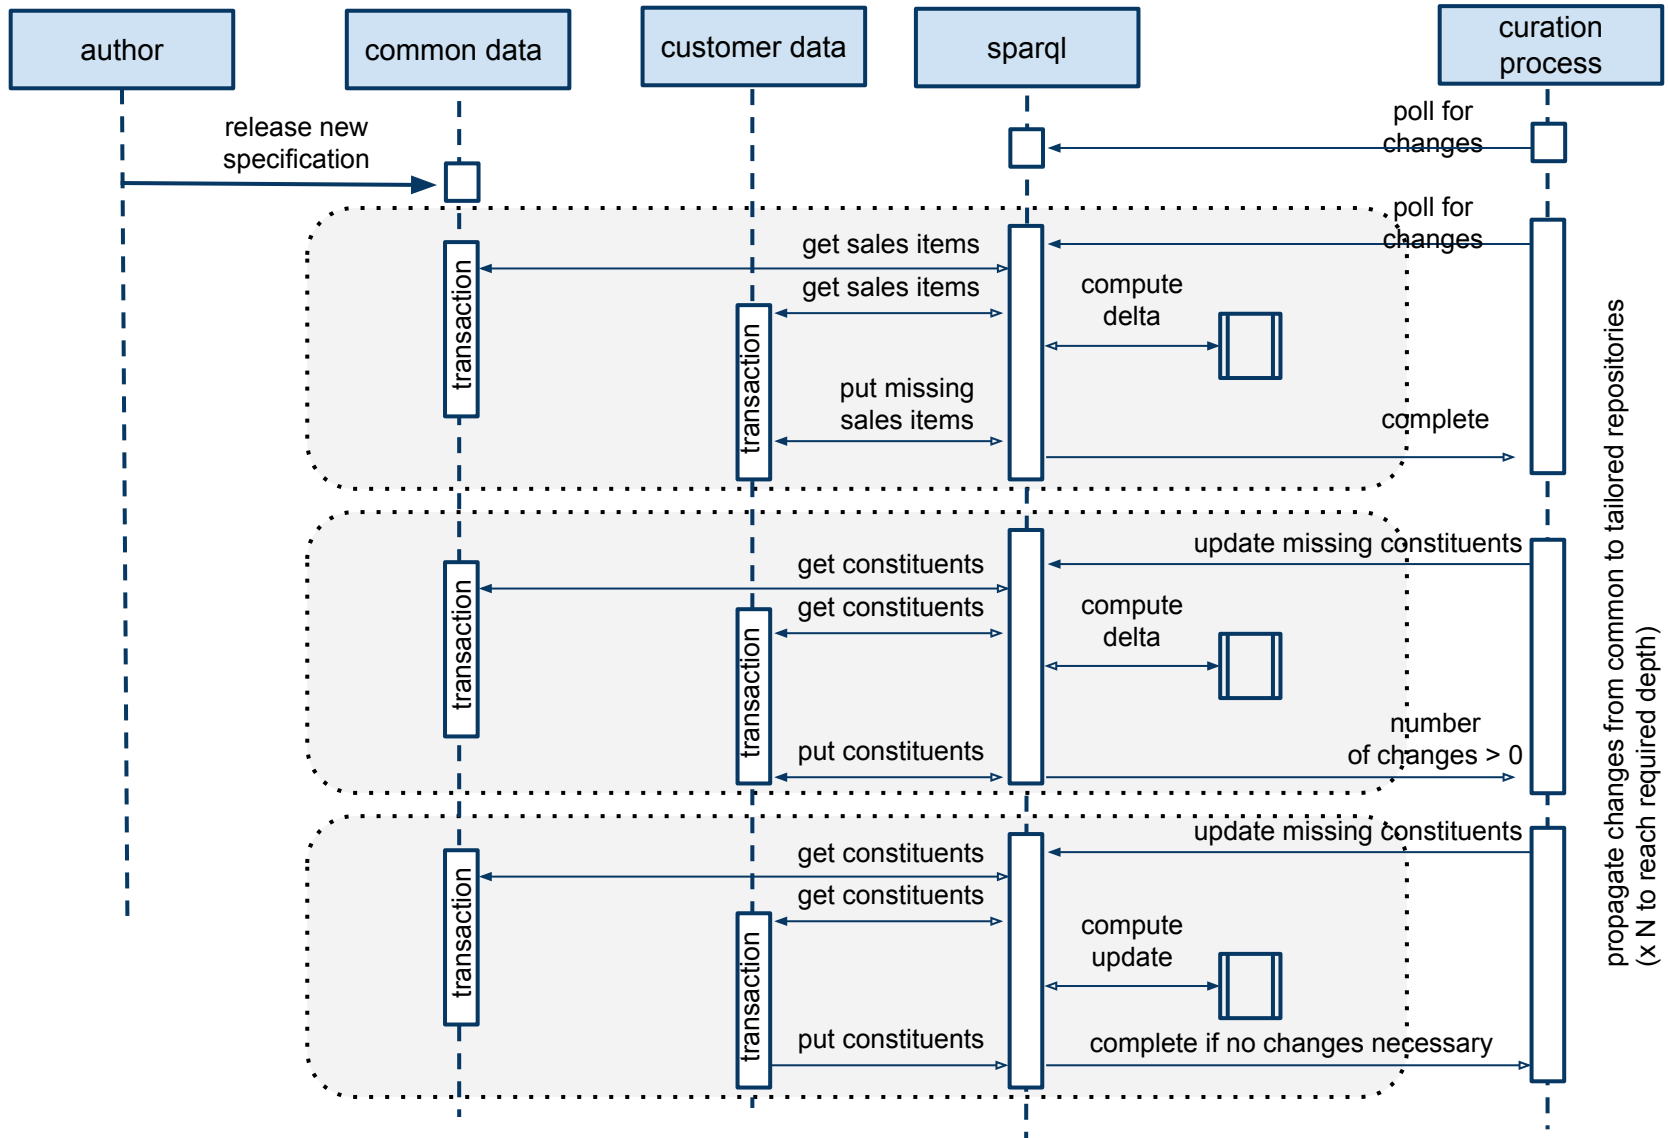 author
common data
customer data
sparql
curation
process
release new
specification
poll for
changes
poll for
changes
get sales items
get sales items
compute
delta
transaction
transaction
put missing
sales items
complete
update missing constituents
get constituents
get constituents
compute
delta
transaction
transaction
put constituents
number
of changes > 0
update missing constituents
get constituents
get constituents
compute
update
transaction
transaction
put constituents
complete if no changes necessary
propagate changes from common to tailored repositories
(x N to reach required depth)